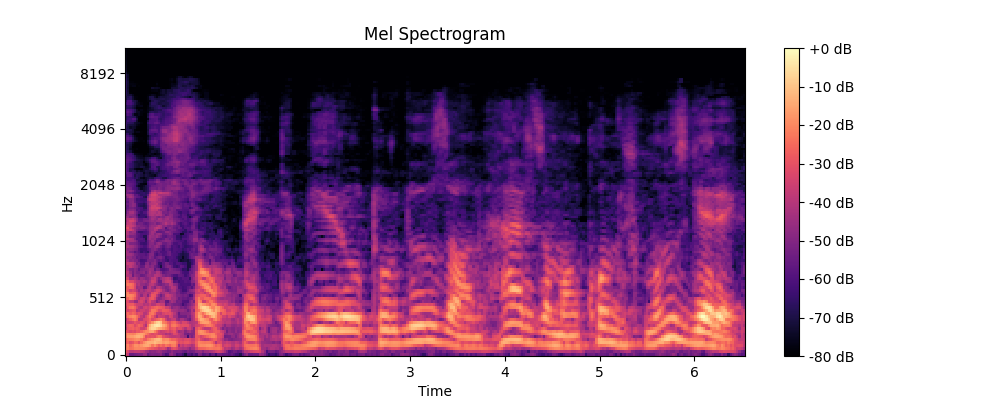 Mel Spectrogram
Hz
8192
4096
2048
1024
512
0
0 1 2 3 4 5 6
Time
+0 dB
-10 dB
-20 dB
-30 dB
-40 dB
-50 dB
-60 dB
-70 dB
-80 dB